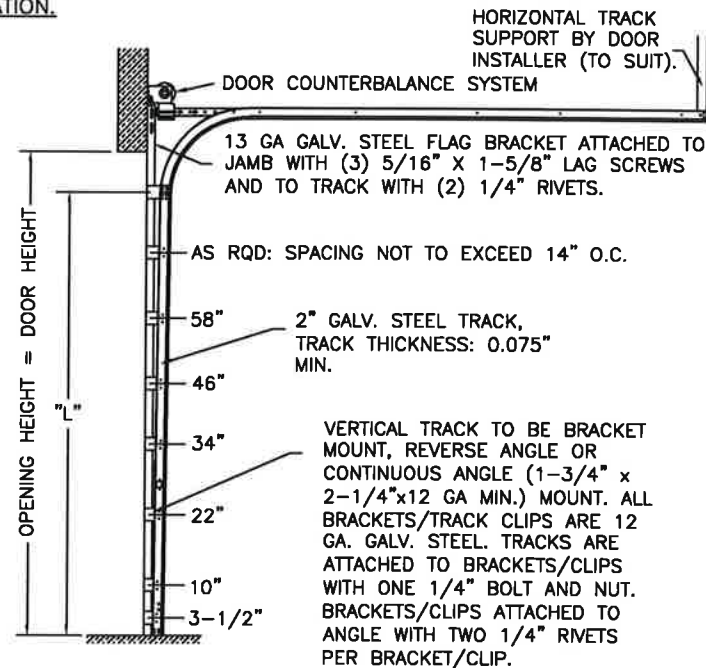 ATION.
HORIZONTAL TRACK
SUPPORT BY DOOR
INSTALLER (TO SUIT).
DOOR COUNTERBALANCE SYSTEM
13 GA GALV. STEEL FLAG BRACKET ATTACHED TO
JAMB WITH (3) 5/16" X 1-5/8" LAG SCREWS
AND TO TRACK WITH (2) 1/4" RIVETS.
AS RQD: SPACING NOT TO EXCEED 14" O.C.
OPENING HEIGHT = DOOR HEIGHT
"L"
58"
2" GALV. STEEL TRACK,
TRACK THICKNESS: 0.075"
MIN.
46"
34"
22"
10"
3-1/2"
VERTICAL TRACK TO BE BRACKET
MOUNT, REVERSE ANGLE OR
CONTINUOUS ANGLE (1-3/4" x
2-1/4"x12 GA MIN.) MOUNT. ALL
BRACKETS/TRACK CLIPS ARE 12
GA. GALV. STEEL. TRACKS ARE
ATTACHED TO BRACKETS/CLIPS
WITH ONE 1/4" BOLT AND NUT.
BRACKETS/CLIPS ATTACHED TO
ANGLE WITH TWO 1/4" RIVETS
PER BRACKET/CLIP.